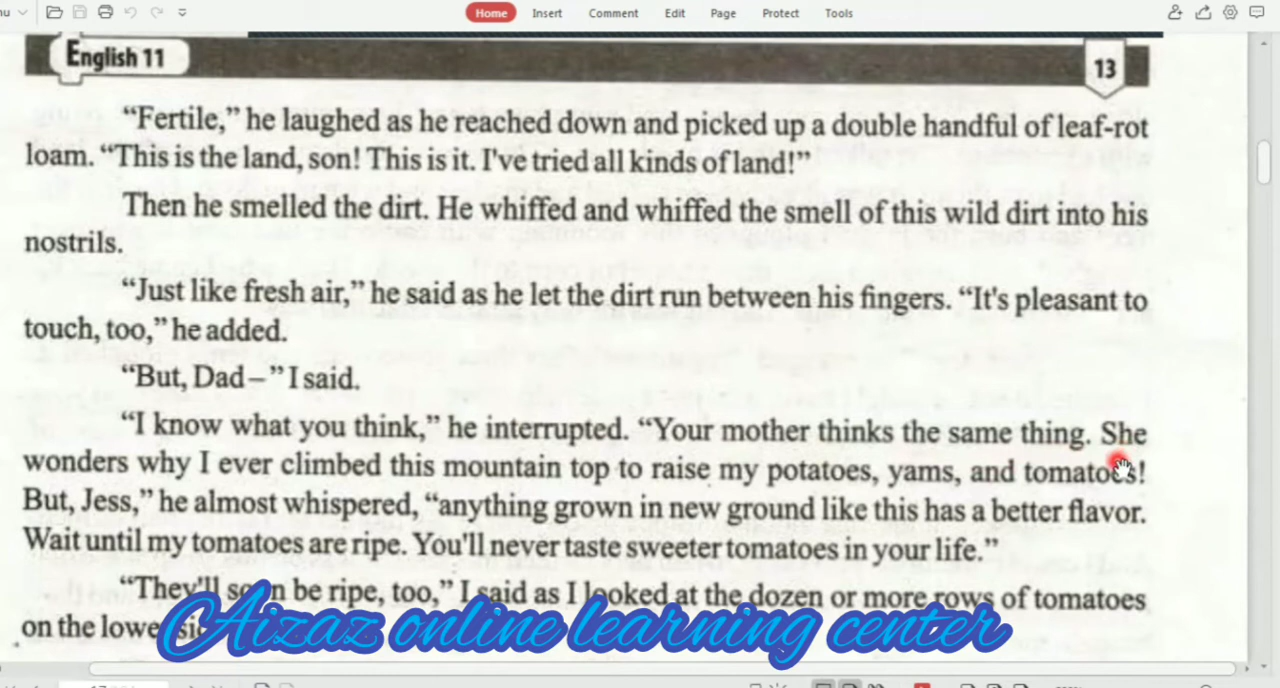 Home Insert Comment Edit Page Protect Tools
English 11
13
“Fertile,” he laughed as he reached down and picked up a double handful of leaf-rot
loam. “This is the land, son! This is it. I've tried all kinds of land!”
Then he smelled the dirt. He whiffed and whiffed the smell of this wild dirt into his
nostrils.
“Just like fresh air,” he said as he let the dirt run between his fingers. “It's pleasant to
touch, too,” he added.
“But, Dad–” I said.
“I know what you think,” he interrupted. “Your mother thinks the same thing. She
wonders why I ever climbed this mountain top to raise my potatoes, yams, and tomatoes!
But, Jess,” he almost whispered, “anything grown in new ground like this has a better flavor.
Wait until my tomatoes are ripe. You'll never taste sweeter tomatoes in your life.”
“They'll soon be ripe, too,” I said as I looked at the dozen or more rows of tomatoes
on the lower
Aizaz online learning center